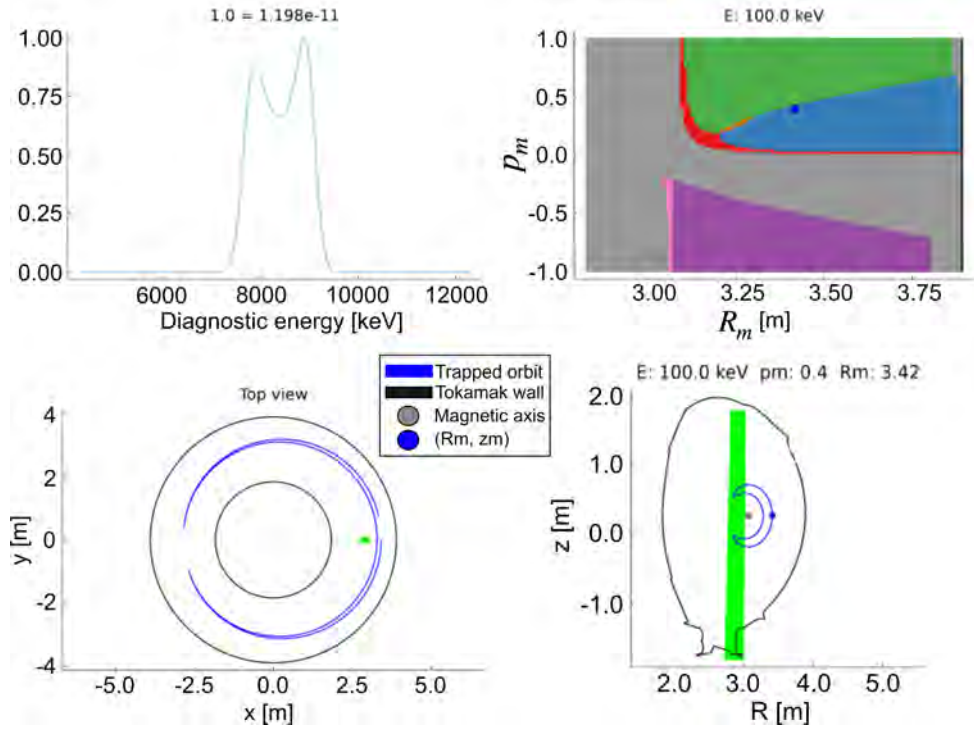 1.0 = 1.198e-11
1.00
0.75
0.50
0.25
0.00
6000 8000 10000 12000
Diagnostic energy [keV]
E: 100.0 keV
1.0
0.5
0.0
-0.5
-1.0
pm
3.00 3.25 3.50 3.75
Rm [m]
Trapped orbit
Tokamak wall
Magnetic axis
(Rm, zm)
Top view
4
2
0
-2
-4
y [m]
-5.0 -2.5 0.0 2.5 5.0
x [m]
E: 100.0 keV pm: 0.4 Rm: 3.42
2.0
1.0
0.0
-1.0
z [m]
2.0 3.0 4.0 5.0
R [m]